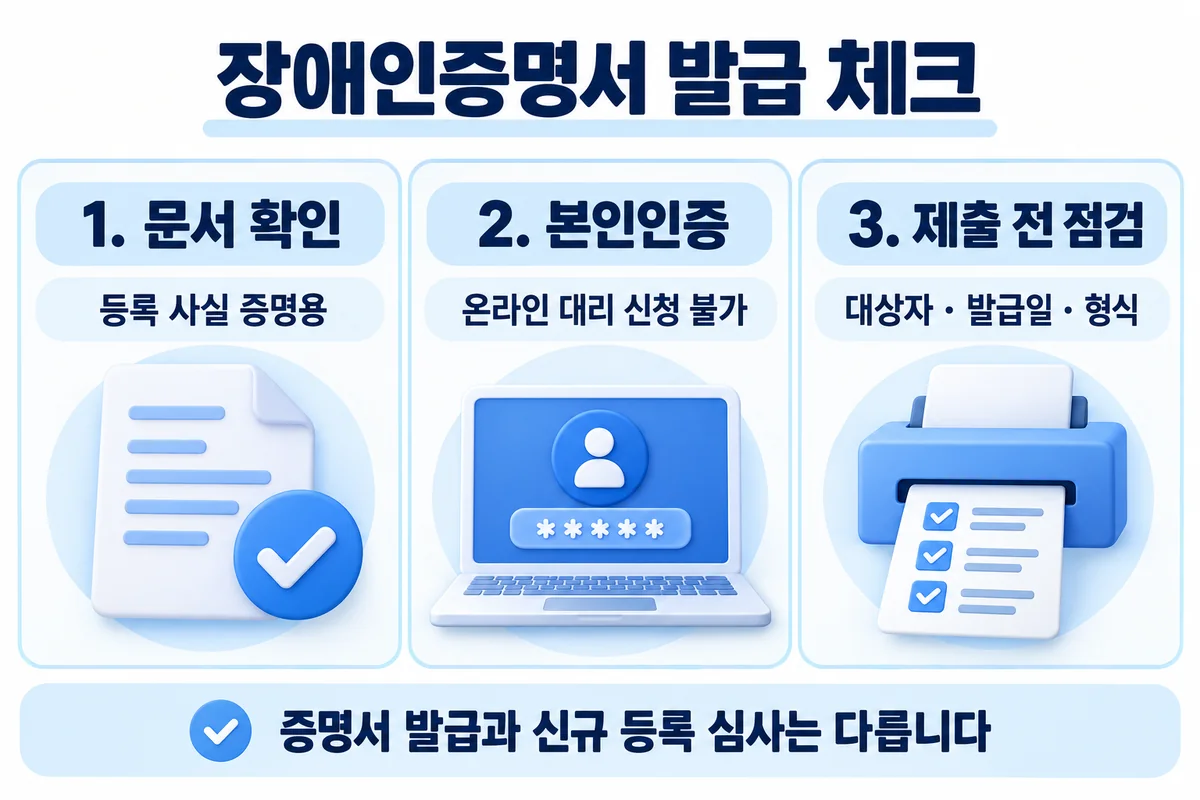 장애인증명서 발급 체크
1. 문서 확인
등록 사실 증명용
2. 본인인증
온라인 대리 신청 불가
*****
3. 제출 전 점검
대상자 · 발급일 · 형식
증명서 발급과 신규 등록 심사는 다릅니다